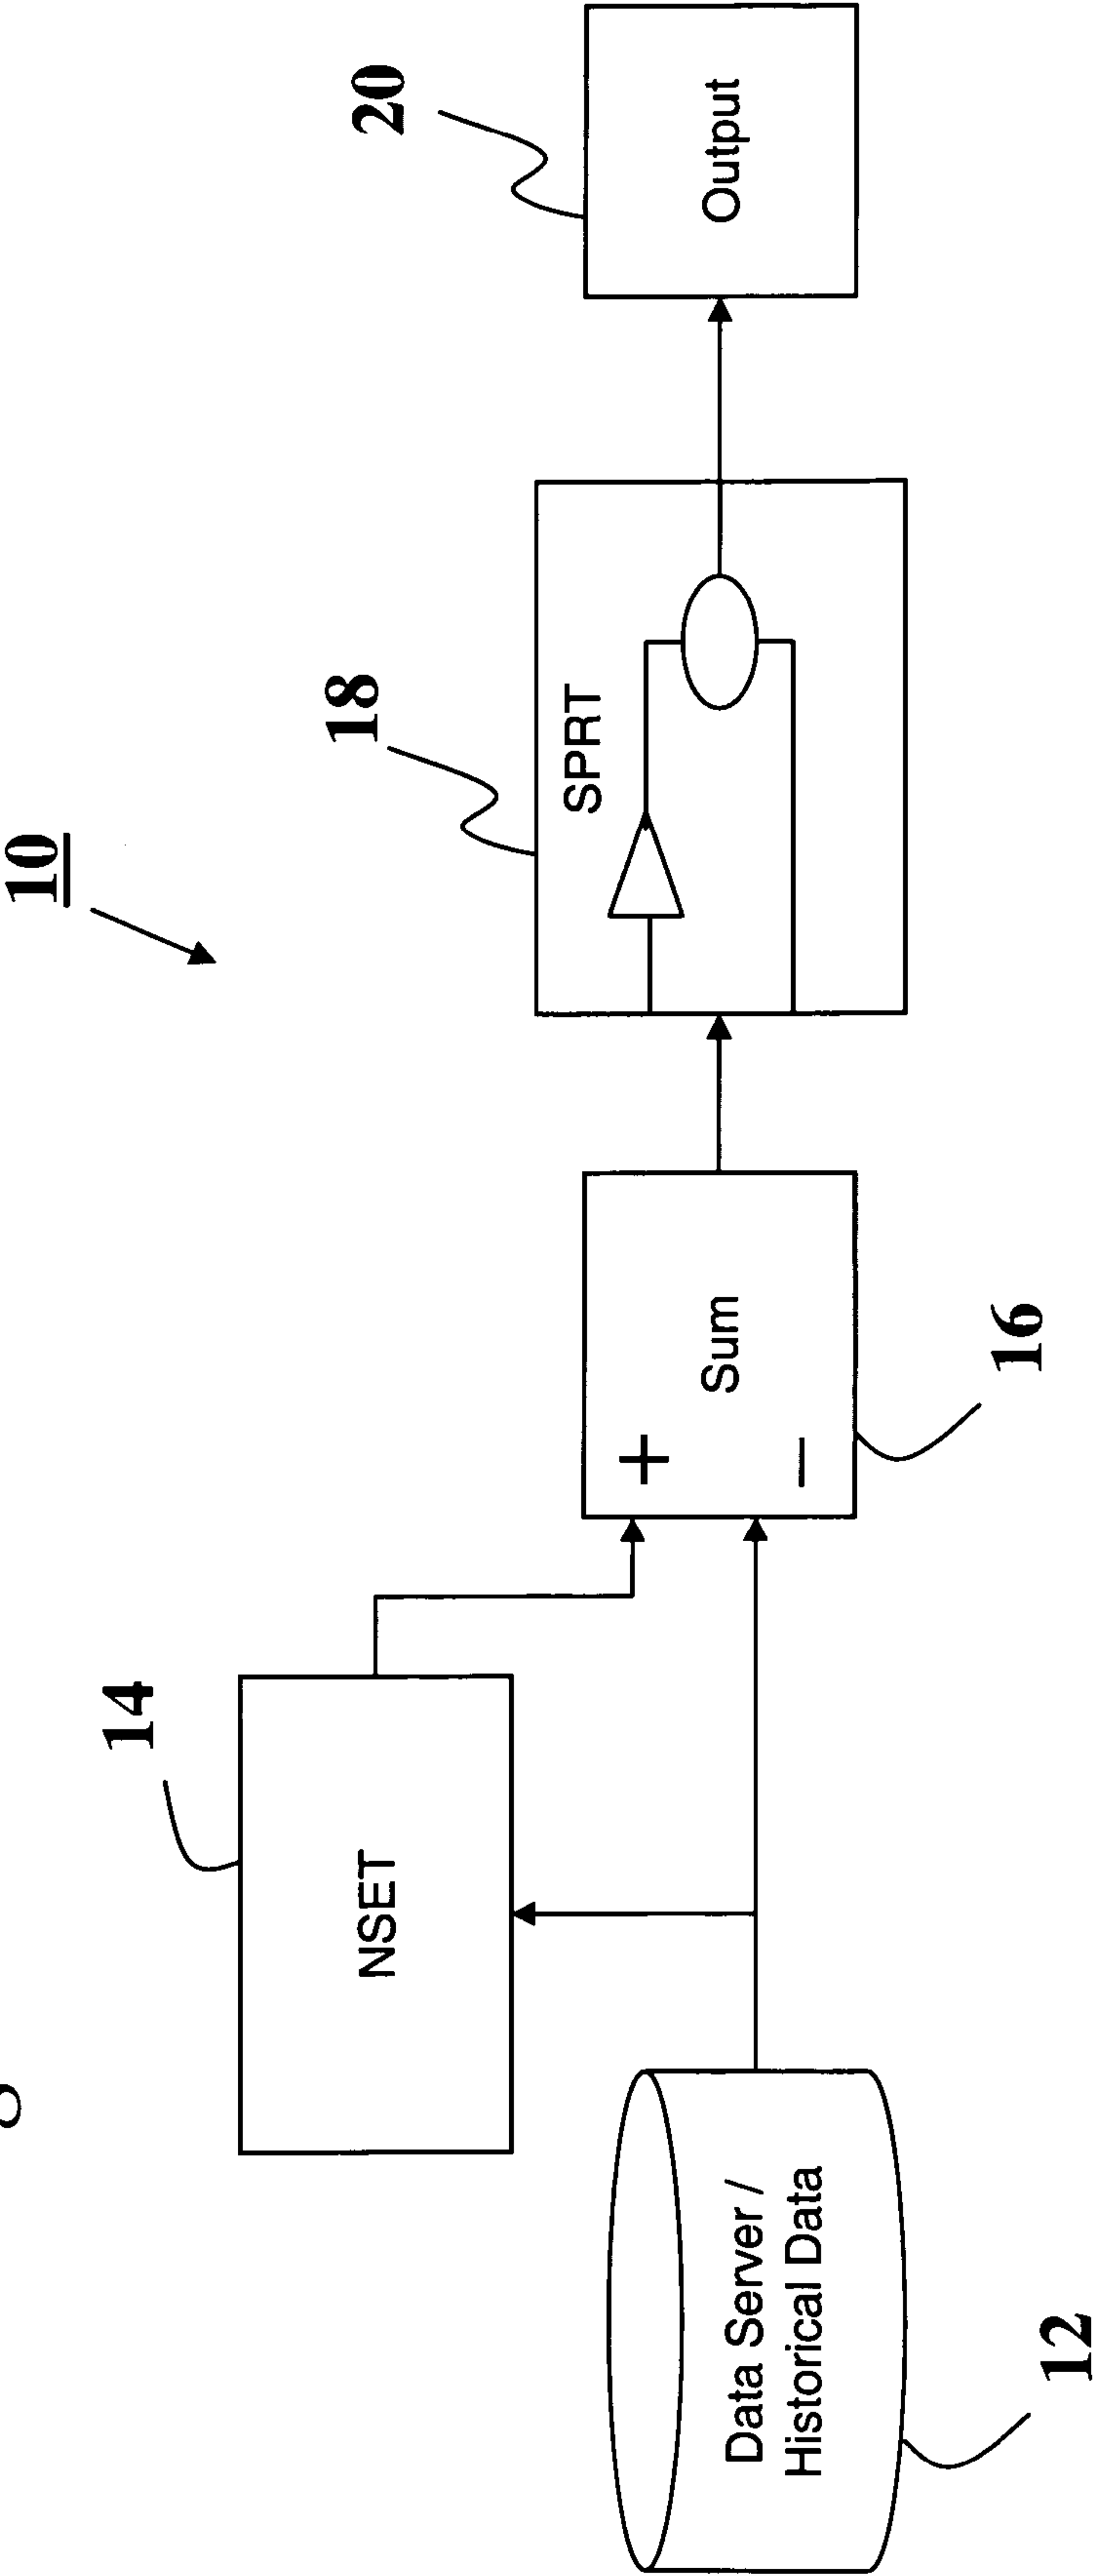 10
14
NSET
18
SPRT
20
Output
+
Sum
−
16
Data Server /
Historical Data
12